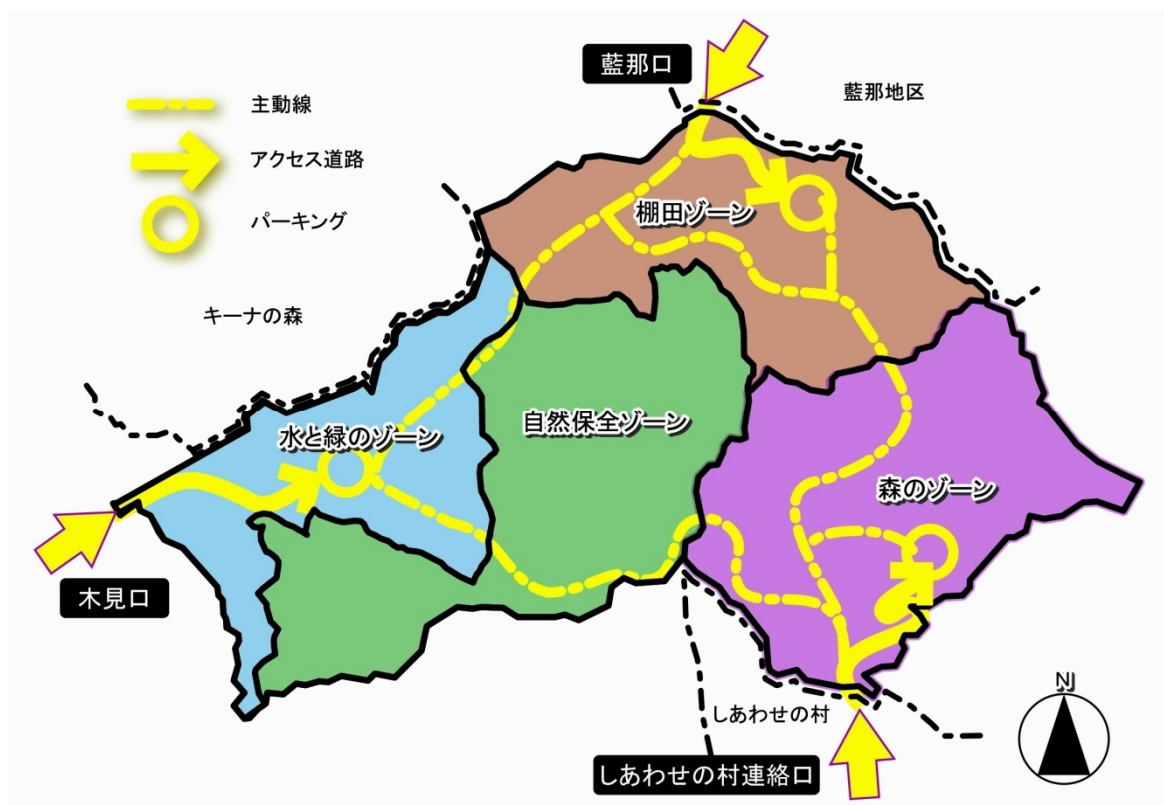 藍那口
藍那地区
主動線
アクセス道路
パーキング
棚田ゾーン
キーナの森
自然保全ゾーン
水と緑のゾーン
森のゾーン
木見口
N
しあわせの村
しあわせの村連絡口